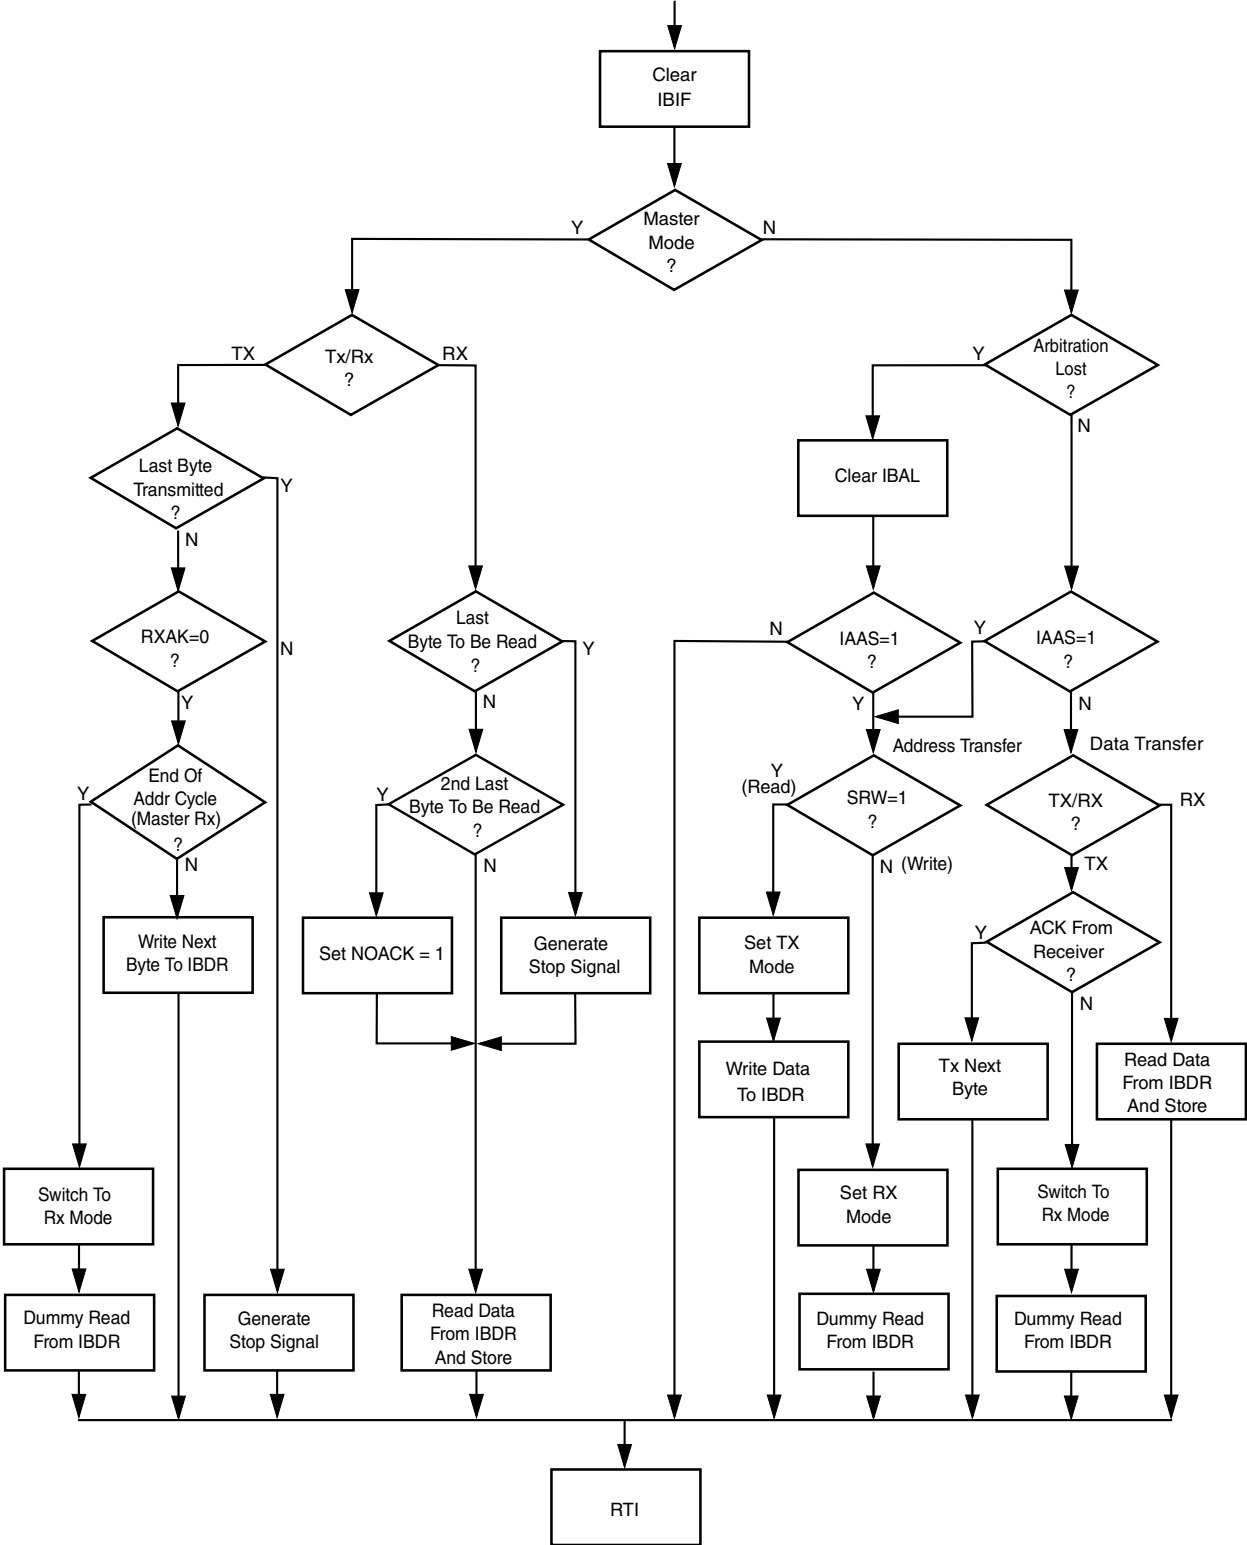 Clear
IBIF
Master
Mode
?
Y
N
Tx/Rx
?
TX
RX
Arbitration
Lost
?
Y
N
Last Byte
Transmitted
?
Y
N
Clear IBAL
RXAK=0
?
N
Y
Last
Byte To Be Read
?
Y
N
IAAS=1
?
N
Y
IAAS=1
?
Y
N
Address Transfer
Data Transfer
End Of
Addr Cycle
(Master Rx)
?
Y
N
2nd Last
Byte To Be Read
?
Y
N
Y
(Read)
SRW=1
?
N (Write)
TX/RX
?
RX
TX
Write Next
Byte To IBDR
Set NOACK = 1
Generate
Stop Signal
Set TX
Mode
ACK From
Receiver
?
Y
N
Write Data
To IBDR
Tx Next
Byte
Read Data
From IBDR
And Store
Switch To
Rx Mode
Set RX
Mode
Switch To
Rx Mode
Dummy Read
From IBDR
Generate
Stop Signal
Read Data
From IBDR
And Store
Dummy Read
From IBDR
Dummy Read
From IBDR
RTI